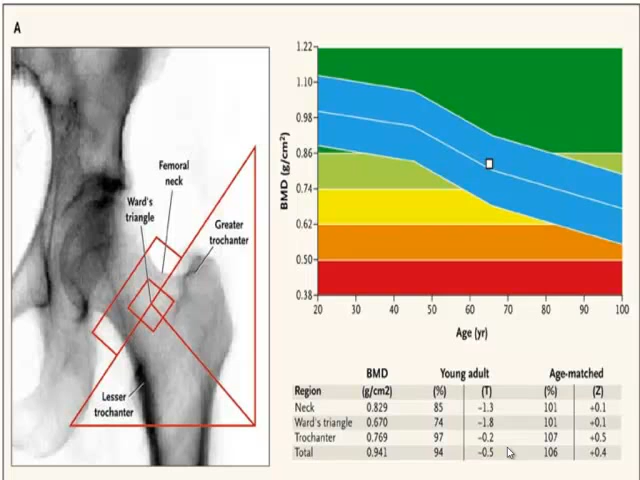 A
Femoral
neck
Ward's
triangle
Greater
trochanter
Lesser
trochanter
BMD (g/cm²)
1.22
1.10
0.98
0.86
0.74
0.62
0.50
0.38
20 30 40 50 60 70 80 90 100
Age (yr)
BMD Young adult Age-matched
Region (g/cm2) (%) (T) (%) (Z)
Neck 0.829 85 –1.3 101 +0.1
Ward's triangle 0.670 74 –1.8 101 +0.1
Trochanter 0.769 97 –0.2 107 +0.5
Total 0.941 94 –0.5 106 +0.4